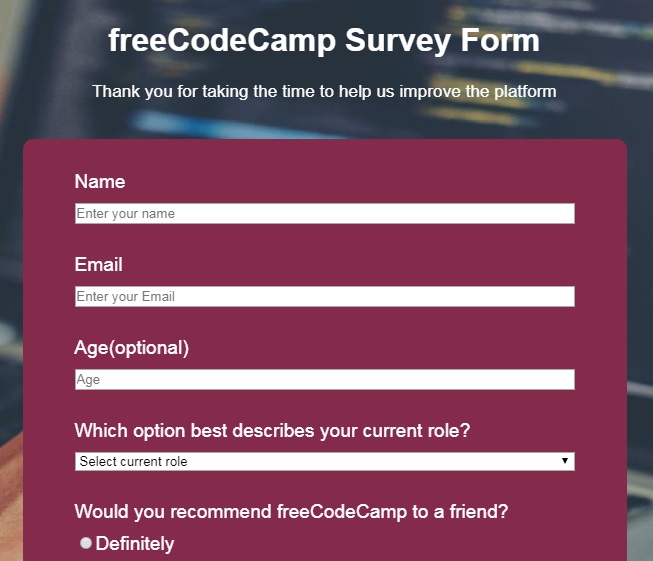 freeCodeCamp Survey Form
Thank you for taking the time to help us improve the platform
Name
Enter your name
Email
Enter your Email
Age(optional)
Age
Which option best describes your current role?
Select current role
Would you recommend freeCodeCamp to a friend?
Definitely